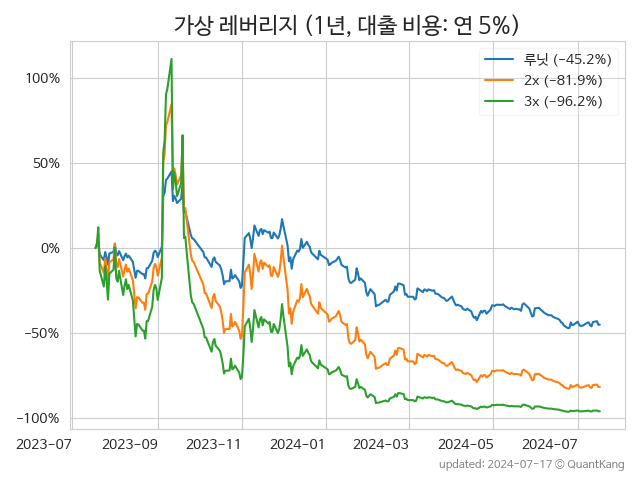 가상 레버리지 (1년, 대출 비용: 연 5%)
루닛 (−45.2%)
2x (−81.9%)
3x (−96.2%)
100%
50%
0%
−50%
−100%
2023−07 2023−09 2023−11 2024−01 2024−03 2024−05 2024−07
updated: 2024−07−17 © QuantKang